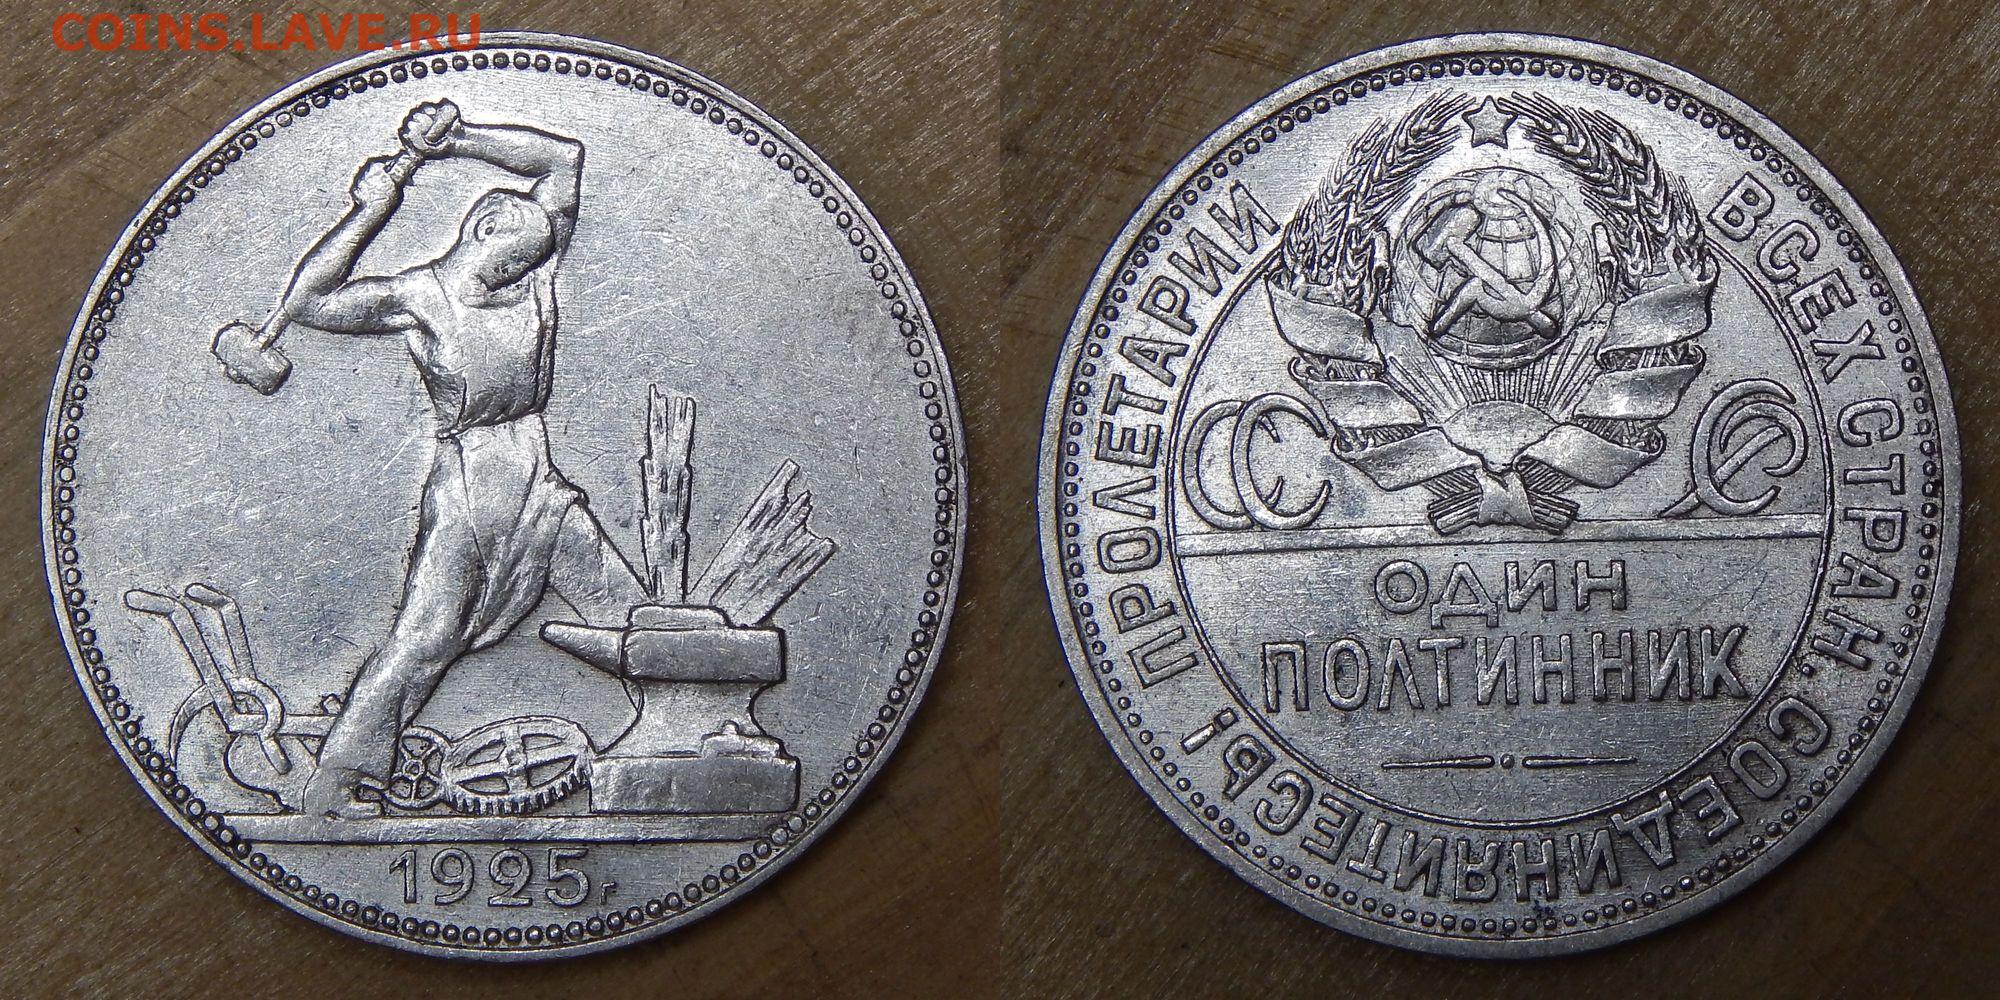 COINS.LAVE.RU
1925г
ПРОЛЕТАРИИ ВСЕХ СТРАН, СОЕДИНЯЙТЕСЬ!
СССР
ОДИН
ПОЛТИННИК